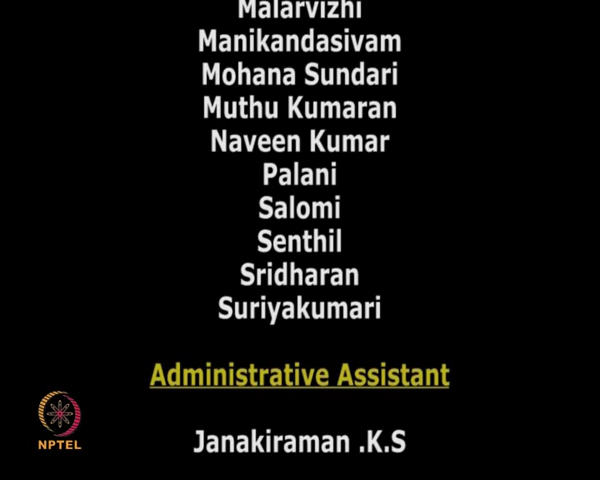 Malarvizhi
Manikandasivam
Mohana Sundari
Muthu Kumaran
Naveen Kumar
Palani
Salomi
Senthil
Sridharan
Suriyakumari
Administrative Assistant
NPTEL
Janakiraman .K.S